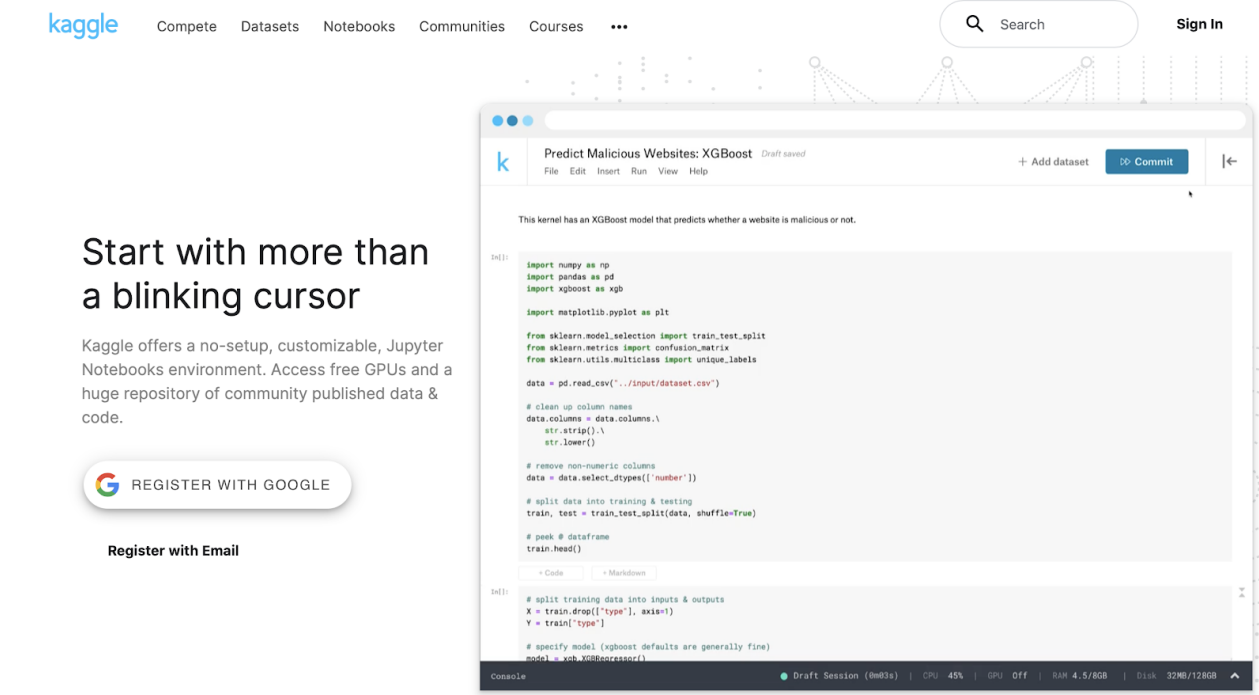 kaggle
Compete Datasets Notebooks Communities Courses •••
Search
Sign In
Start with more than
a blinking cursor
Kaggle offers a no-setup, customizable, Jupyter
Notebooks environment. Access free GPUs and a
huge repository of community published data &
code.
G REGISTER WITH GOOGLE
Register with Email
k
Predict Malicious Websites: XGBoost Draft saved
File Edit Insert Run View Help
+ Add dataset
Commit
This kernel has an XGBoost model that predicts whether a website is malicious or not.
In[]:
import numpy as np
import pandas as pd
import xgboost as xgb
import matplotlib.pyplot as plt
from sklearn.model_selection import train_test_split
from sklearn.metrics import confusion_matrix
from sklearn.utils.multiclass import unique_labels
data = pd.read_csv("../input/dataset.csv")
# clean up column names
data.columns = data.columns.\
    str.strip().\
    str.lower()
# remove non-numeric columns
data = data.select_dtypes(['number'])
# split data into training & testing
train, test = train_test_split(data, shuffle=True)
# peek @ dataframe
train.head()
+ Code + Markdown
In[]:
# split training data into inputs & outputs
X = train.drop(["type"], axis=1)
Y = train["type"]
# specify model (xgboost defaults are generally fine)
model = xgb.XGBRegressor()
Console
Draft Session (0m03s) | CPU 45% | GPU Off | RAM 4.5/8GB | Disk 32MB/128GB